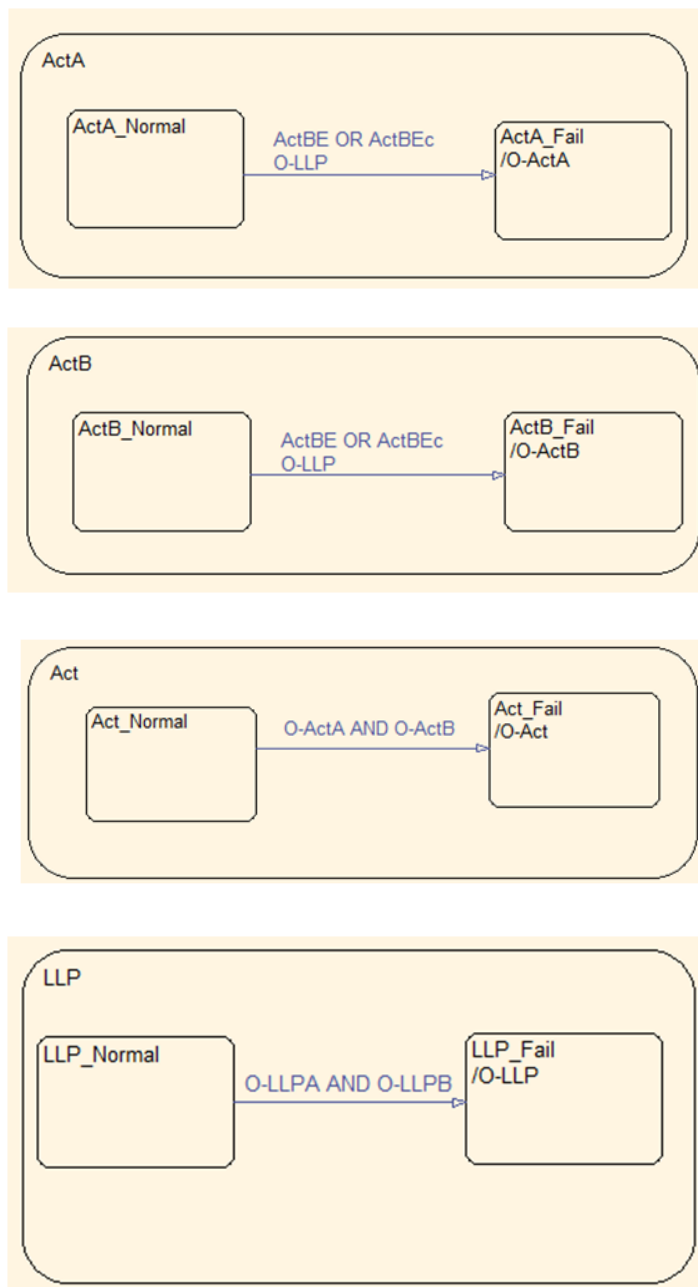 ActA
ActA_Normal
ActBE OR ActBEc
O-LLP
ActA_Fail
/O-ActA
ActB
ActB_Normal
ActBE OR ActBEc
O-LLP
ActB_Fail
/O-ActB
Act
Act_Normal
O-ActA AND O-ActB
Act_Fail
/O-Act
LLP
LLP_Normal
O-LLPA AND O-LLPB
LLP_Fail
/O-LLP